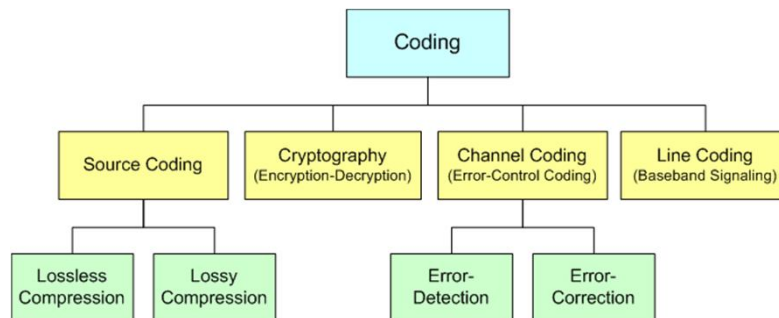 Coding
Source Coding
Cryptography
(Encryption-Decryption)
Channel Coding
(Error-Control Coding)
Line Coding
(Baseband Signaling)
Lossless
Compression
Lossy
Compression
Error-
Detection
Error-
Correction